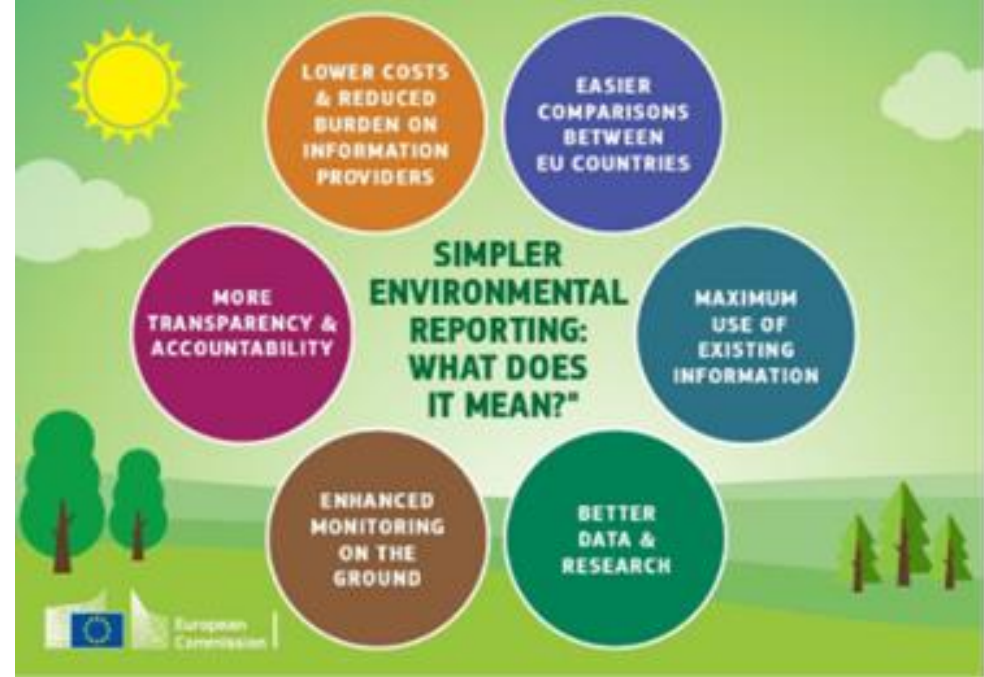 LOWER COSTS
& REDUCED
BURDEN ON
INFORMATION
PROVIDERS
EASIER
COMPARISONS
BETWEEN
EU COUNTRIES
SIMPLER
ENVIRONMENTAL
REPORTING:
WHAT DOES
IT MEAN?"
MORE
TRANSPARENCY &
ACCOUNTABILITY
MAXIMUM
USE OF
EXISTING
INFORMATION
ENHANCED
MONITORING
ON THE
GROUND
BETTER
DATA &
RESEARCH
European
Commission